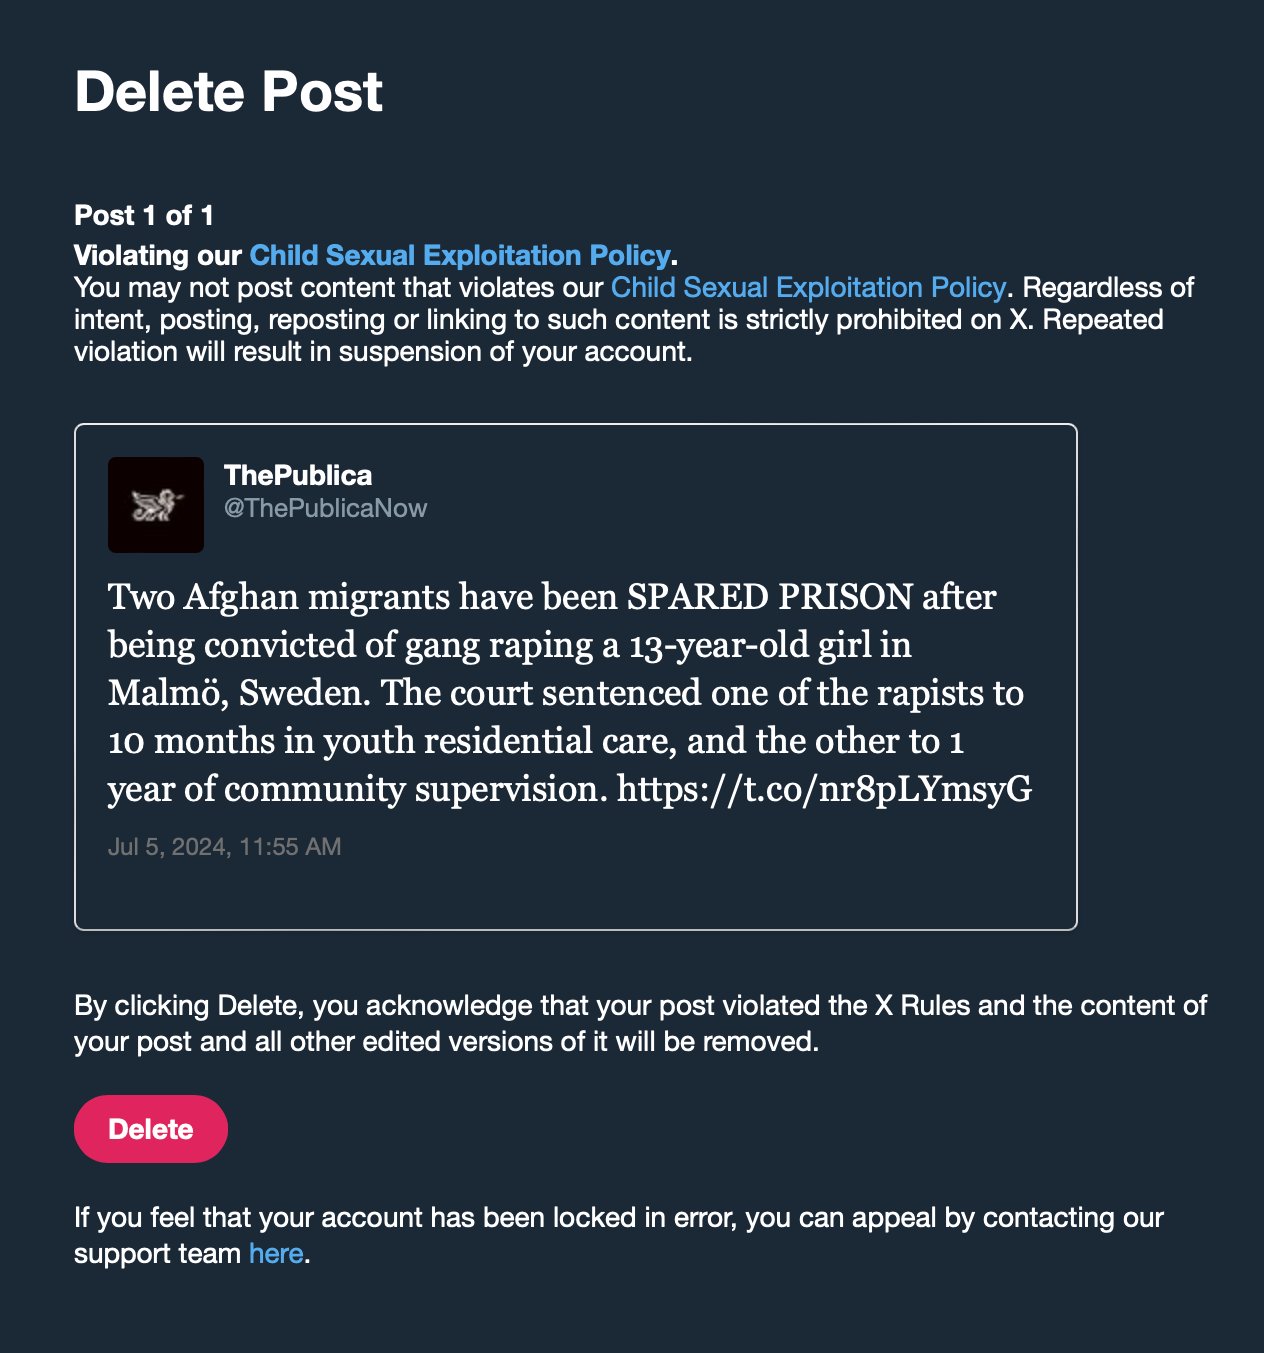 Delete Post
Post 1 of 1
Violating our Child Sexual Exploitation Policy.
You may not post content that violates our Child Sexual Exploitation Policy. Regardless of
intent, posting, reposting or linking to such content is strictly prohibited on X. Repeated
violation will result in suspension of your account.
ThePublica
@ThePublicaNow
Two Afghan migrants have been SPARED PRISON after
being convicted of gang raping a 13-year-old girl in
Malmö, Sweden. The court sentenced one of the rapists to
10 months in youth residential care, and the other to 1
year of community supervision. https://t.co/nr8pLYmsyG
Jul 5, 2024, 11:55 AM
By clicking Delete, you acknowledge that your post violated the X Rules and the content of
your post and all other edited versions of it will be removed.
Delete
If you feel that your account has been locked in error, you can appeal by contacting our
support team here.